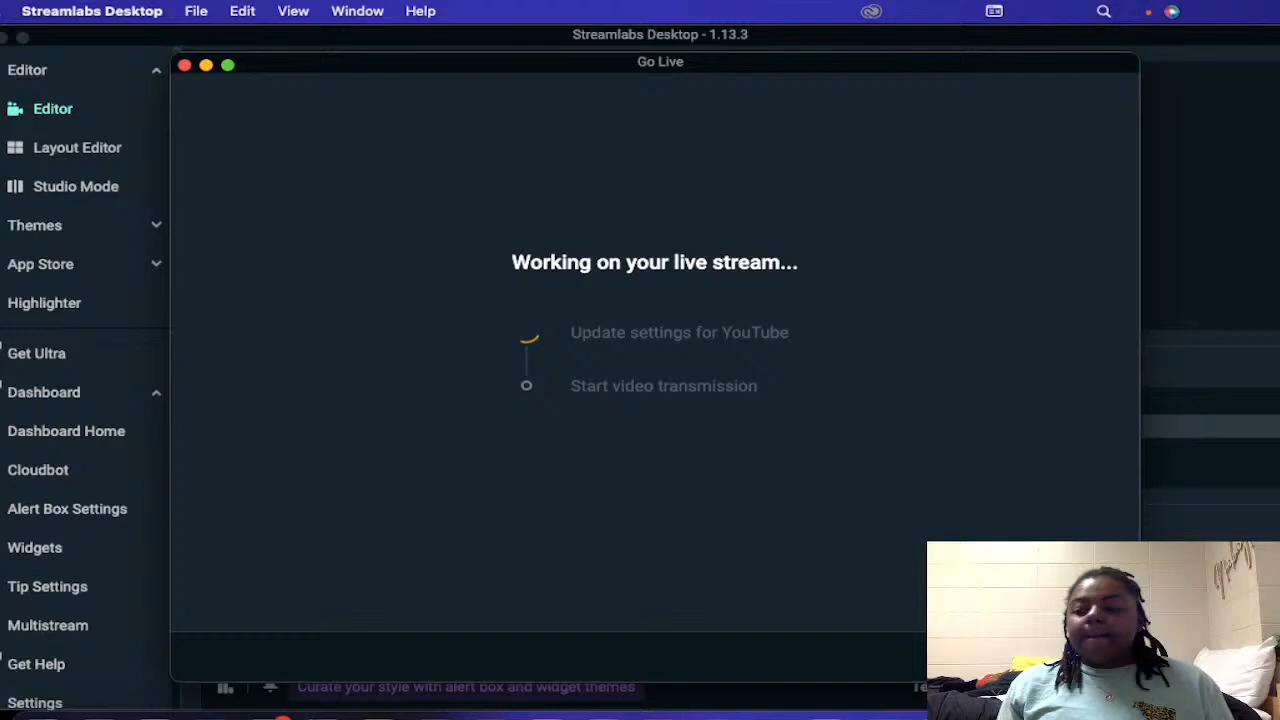 Streamlabs Desktop File Edit View Window Help
Streamlabs Desktop - 1.13.3
Go Live
Editor
Editor
Layout Editor
Studio Mode
Themes
App Store
Highlighter
Get Ultra
Dashboard
Dashboard Home
Cloudbot
Alert Box Settings
Widgets
Tip Settings
Multistream
Get Help
Settings
Working on your live stream...
Update settings for YouTube
Start video transmission
Curate your style with alert box and widget themes